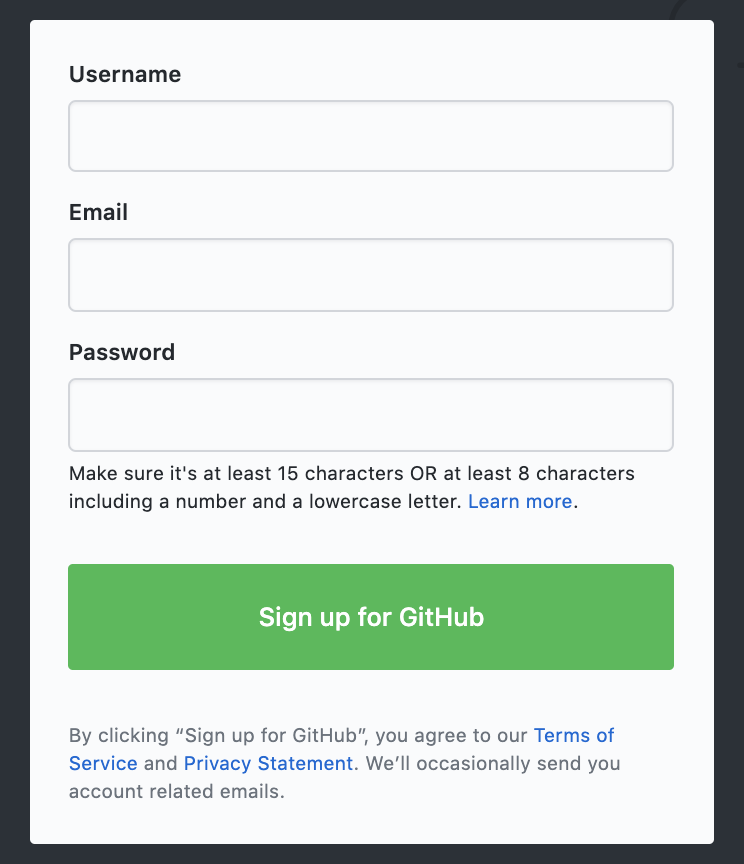 Username
Email
Password
Make sure it's at least 15 characters OR at least 8 characters
including a number and a lowercase letter. Learn more.
Sign up for GitHub
By clicking “Sign up for GitHub”, you agree to our Terms of
Service and Privacy Statement. We’ll occasionally send you
account related emails.